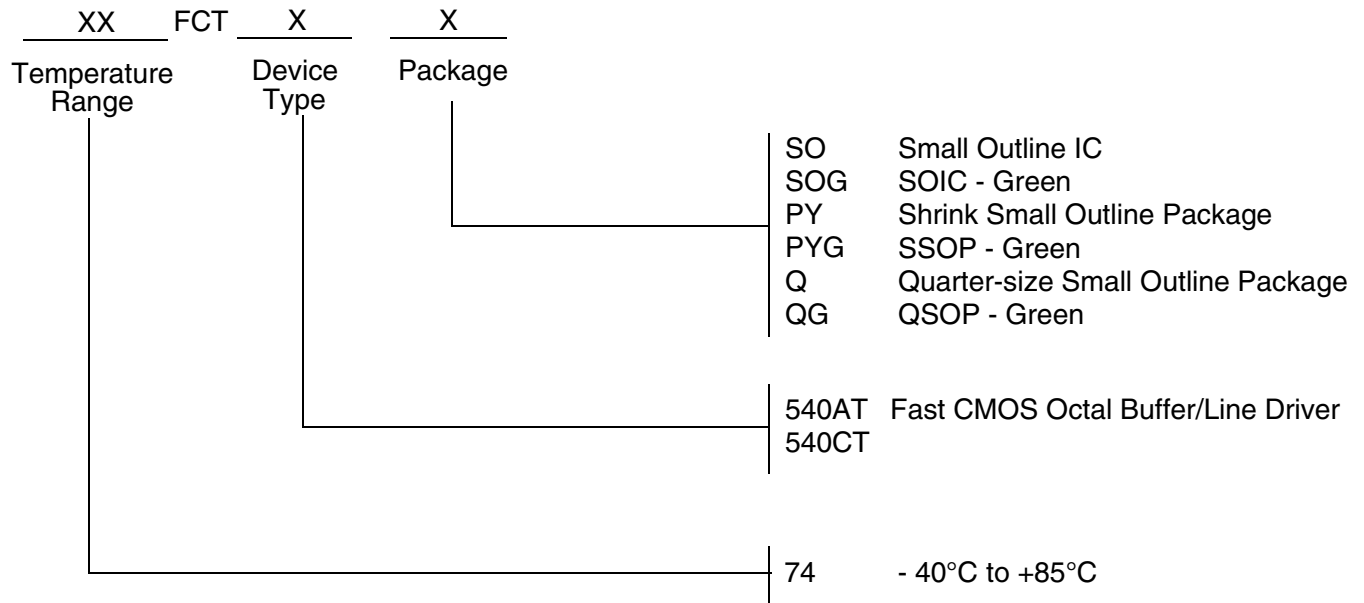 XX FCT X X
Temperature Range Device Type Package
SO Small Outline IC
SOG SOIC - Green
PY Shrink Small Outline Package
PYG SSOP - Green
Q Quarter-size Small Outline Package
QG QSOP - Green
540AT Fast CMOS Octal Buffer/Line Driver
540CT
74 - 40°C to +85°C